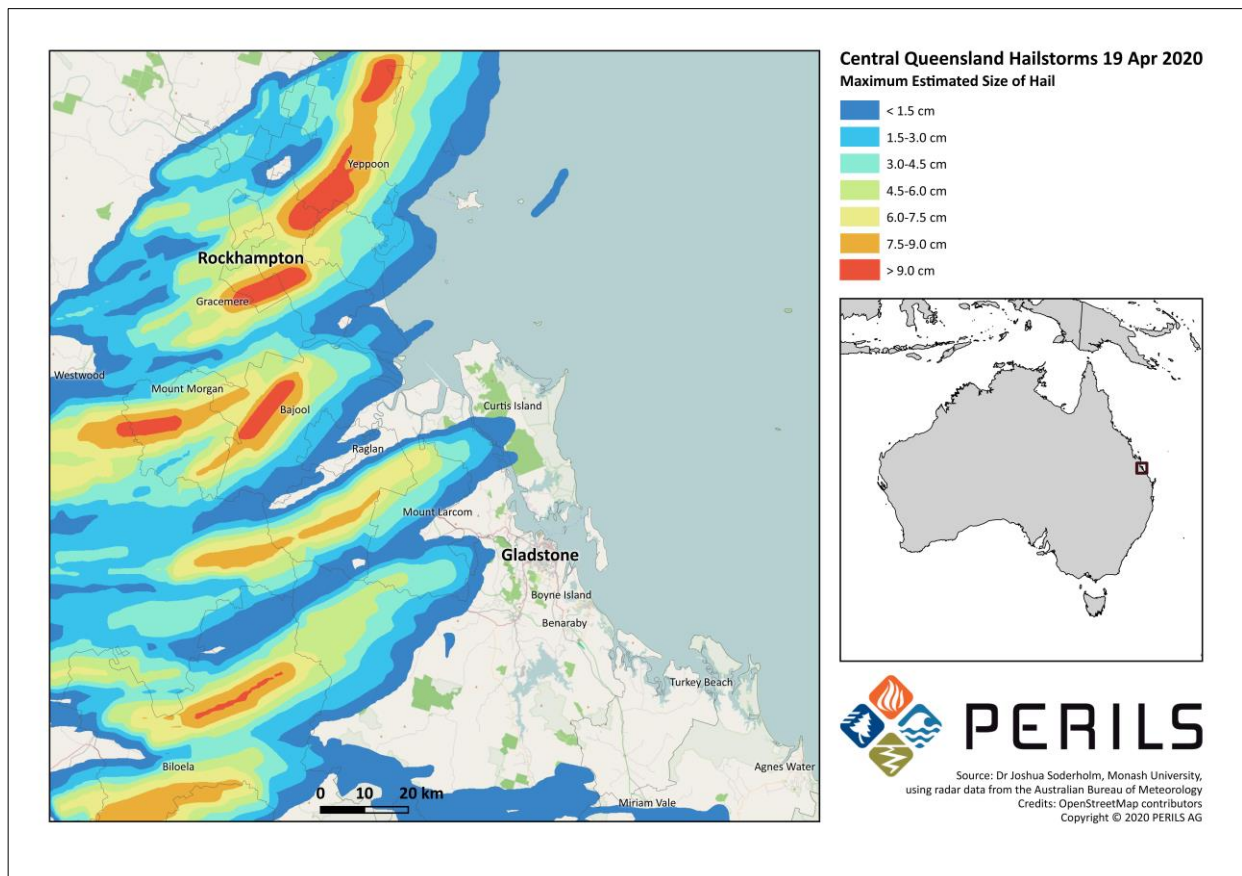 Central Queensland Hailstorms 19 Apr 2020
Maximum Estimated Size of Hail
< 1.5 cm
1.5-3.0 cm
3.0-4.5 cm
4.5-6.0 cm
6.0-7.5 cm
7.5-9.0 cm
> 9.0 cm
Yeppoon
Rockhampton
Gracemere
Westwood
Mount Morgan
Bajool
Curtis Island
Raglan
Mount Larcom
Gladstone
Boyne Island
Benaraby
Turkey Beach
Biloela
Agnes Water
Miriam Vale
0 10 20 km
PERILS
Source: Dr Joshua Soderholm, Monash University,
using radar data from the Australian Bureau of Meteorology
Credits: OpenStreetMap contributors
Copyright © 2020 PERILS AG